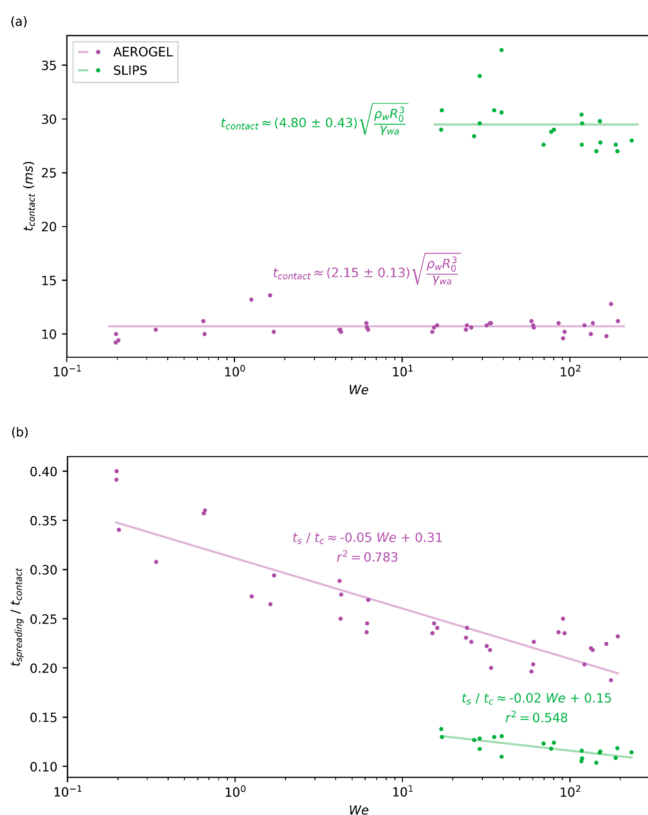 (a)
AEROGEL
SLIPS
35
30
25
20
15
10
t_contact (ms)
t_contact ≈ (4.80 ± 0.43) √(ρ_w R_0^3 / γ_wa)
t_contact ≈ (2.15 ± 0.13) √(ρ_w R_0^3 / γ_wa)
10^−1 10^0 10^1 10^2
We
(b)
0.40
0.35
0.30
0.25
0.20
0.15
0.10
t_spreading / t_contact
t_s / t_c ≈ -0.05 We + 0.31
r^2 = 0.783
t_s / t_c ≈ -0.02 We + 0.15
r^2 = 0.548
10^−1 10^0 10^1 10^2
We